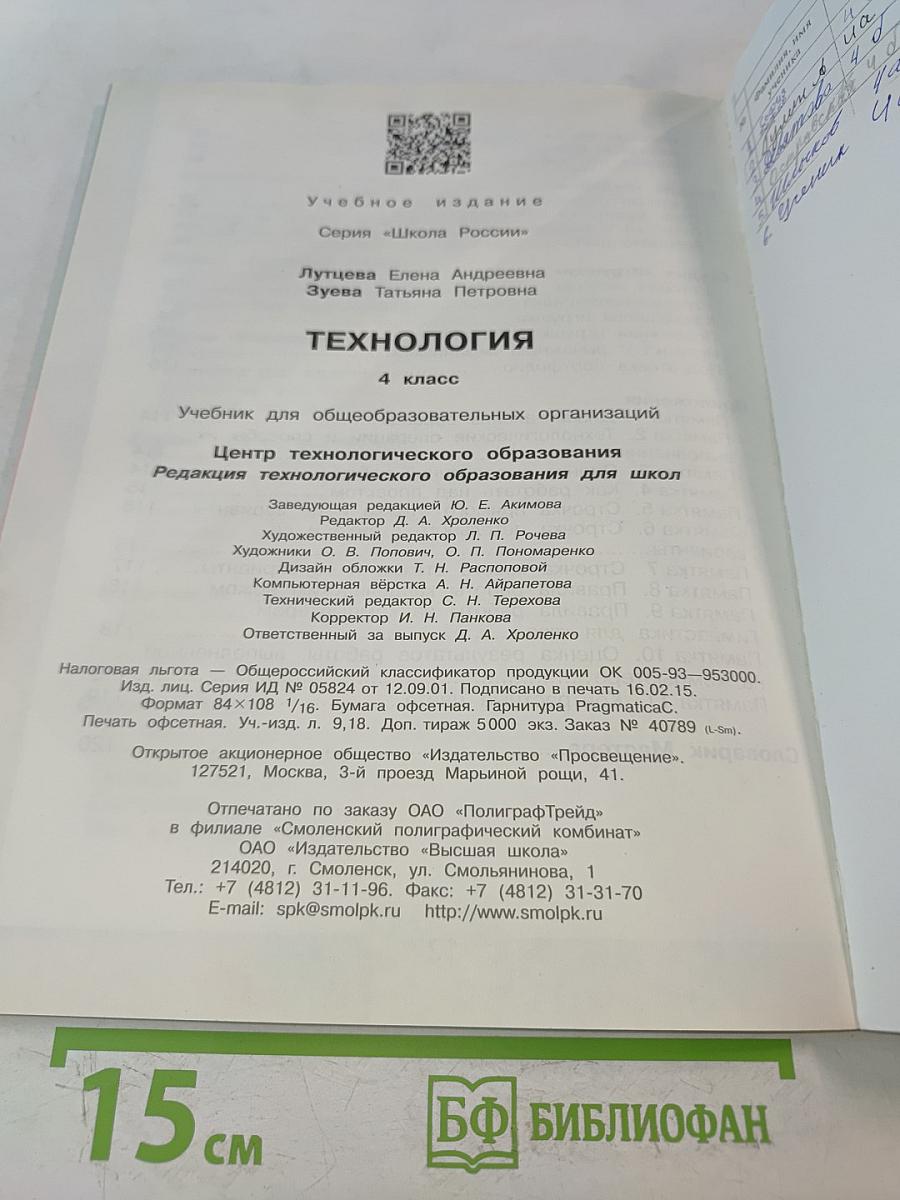 Учебное издание
Серия «Школа России»
Лутцева Елена Андреевна
Зуева Татьяна Петровна
ТЕХНОЛОГИЯ
4 класс
Учебник для общеобразовательных организаций
Центр технологического образования
Редакция технологического образования для школ
Заведующая редакцией Ю. Е. Акимова
Редактор Д. А. Хроленко
Художественный редактор Л. П. Рочева
Художники О. В. Попович, О. П. Пономаренко
Дизайн обложки Т. Н. Распоповой
Компьютерная вёрстка А. Н. Айрапетова
Технический редактор С. Н. Терехова
Корректор И. Н. Панкова
Ответственный за выпуск Д. А. Хроленко
Налоговая льгота — Общероссийский классификатор продукции ОК 005-93—953000.
Изд. лиц. Серия ИД № 05824 от 12.09.01. Подписано в печать 16.02.15.
Формат 84×108 1/16. Бумага офсетная. Гарнитура PragmaticaC.
Печать офсетная. Уч.-изд. л. 9,18. Доп. тираж 5000 экз. Заказ № 40789 (L-Sm).
Открытое акционерное общество «Издательство «Просвещение».
127521, Москва, 3-й проезд Марьиной рощи, 41.
Отпечатано по заказу ОАО «ПолиграфТрейд»
в филиале «Смоленский полиграфический комбинат»
ОАО «Издательство «Высшая школа»
214020, г. Смоленск, ул. Смольянинова, 1
Тел.: +7 (4812) 31-11-96. Факс: +7 (4812) 31-31-70
E-mail: spk@smolpk.ru http://www.smolpk.ru
Фамилия, имя
ученика
15 см
БФ БИБЛИОФАН